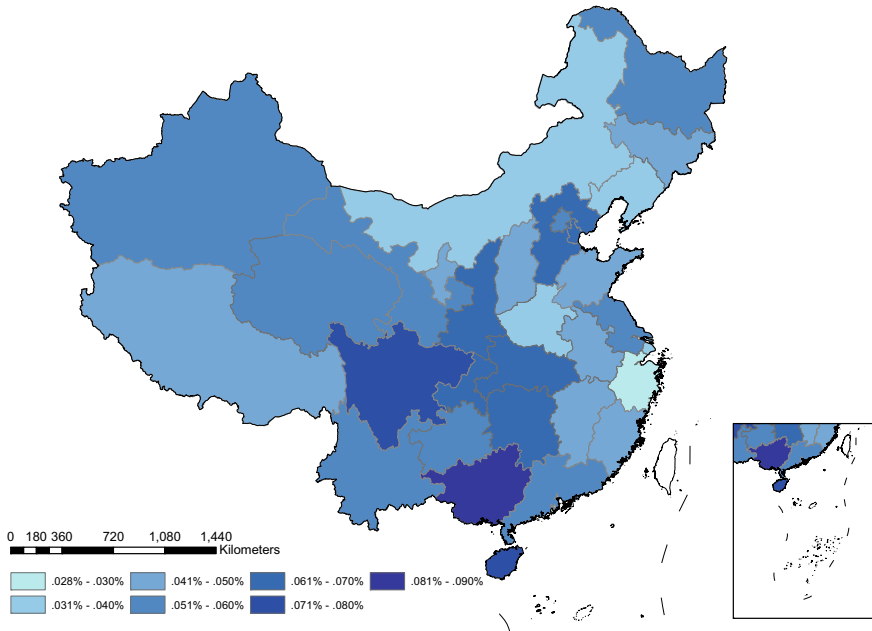 0 180 360 720 1,080 1,440
Kilometers
.028% - .030% .041% - .050% .061% - .070% .081% - .090%
.031% - .040% .051% - .060% .071% - .080%